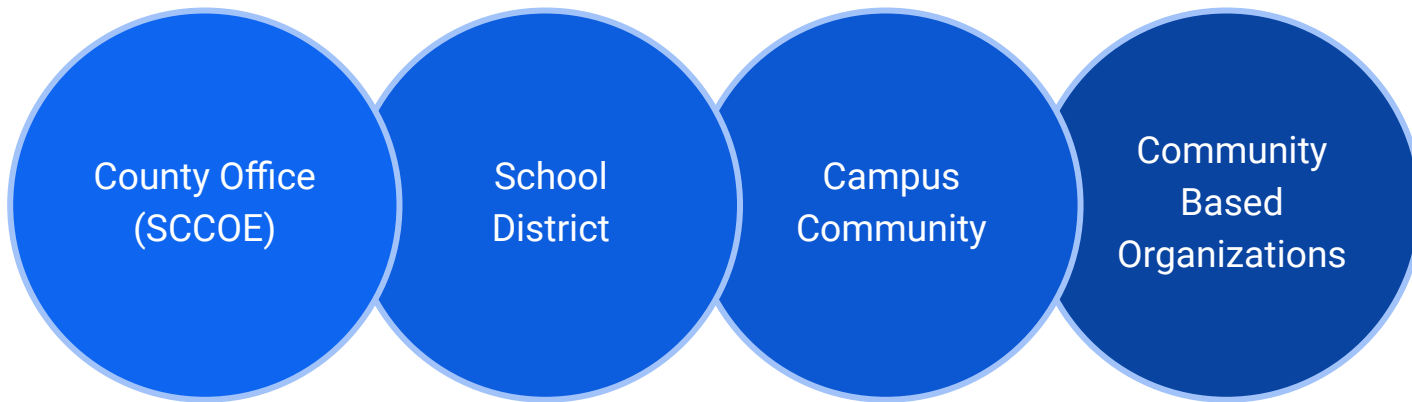 County Office
(SCCOE)
School
District
Campus
Community
Community
Based
Organizations